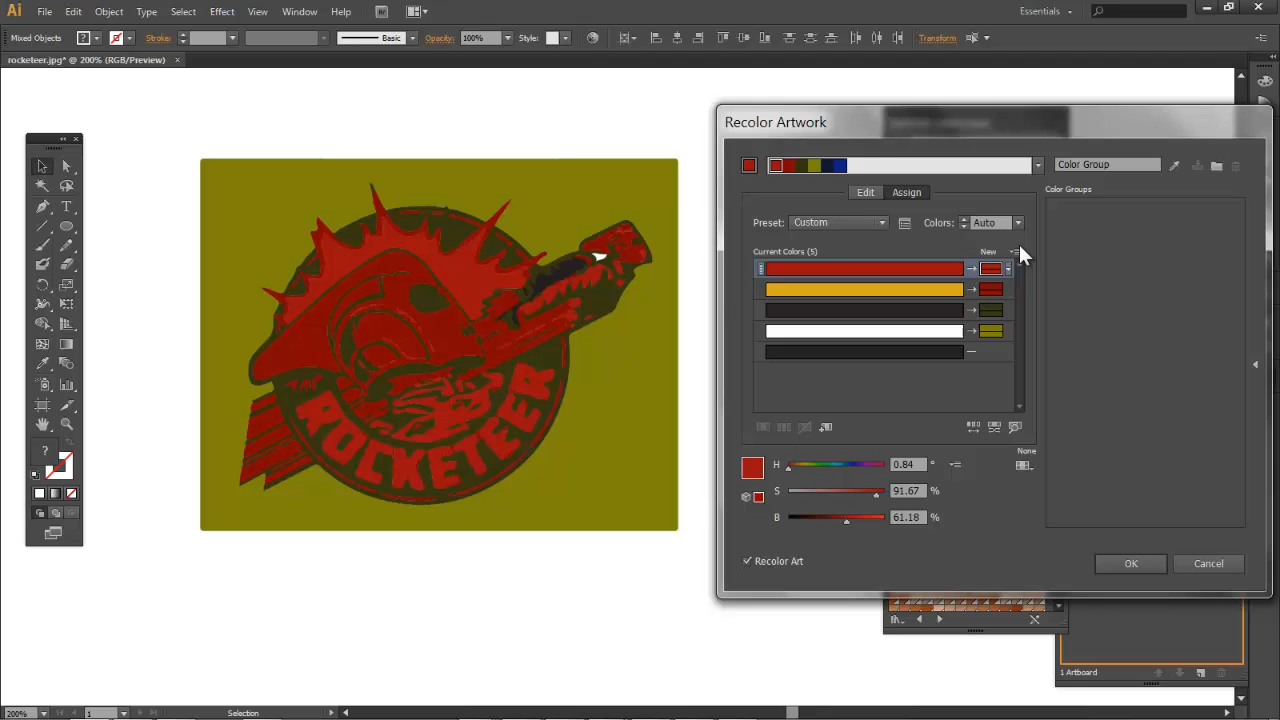 Ai File Edit Object Type Select Effect View Window Help Br Essentials
Mixed Objects ? Stroke: Basic Opacity: 100% Style: Transform
rocketeer.jpg* @ 200% (RGB/Preview) ×
Recolor Artwork
Color Group
Edit Assign
Color Groups
Preset: Custom Colors: Auto
Current Colors (5) New
ROCKETEER
None
H 0.84 °
S 91.67 %
B 61.18 %
?
Recolor Art OK Cancel
1 Artboard
200% 1 Selection